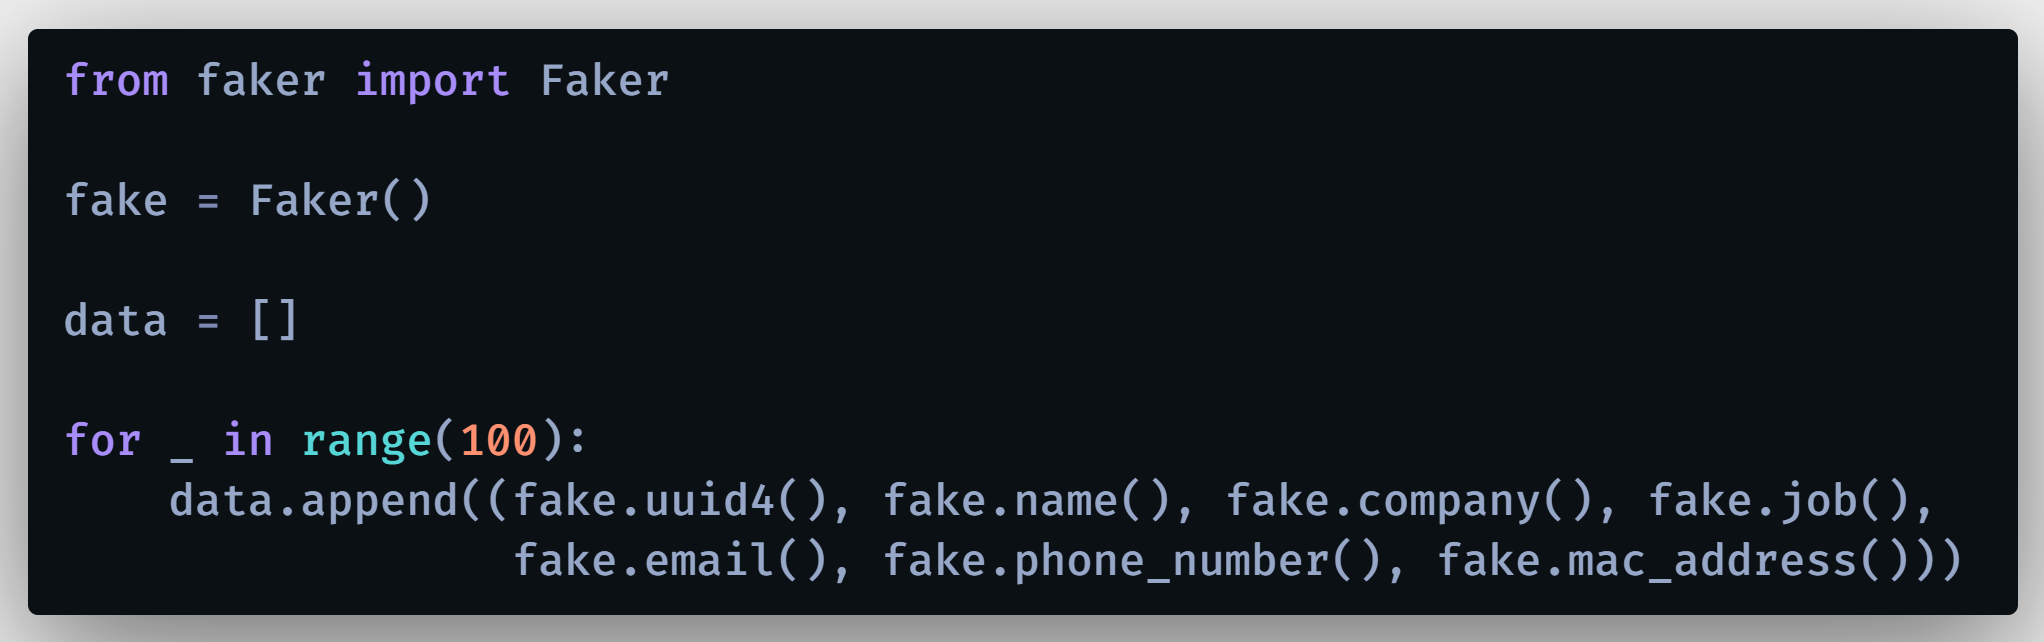 from faker import Faker
fake = Faker()
data = []
for _ in range(100):
    data.append((fake.uuid4(), fake.name(), fake.company(), fake.job(),
                 fake.email(), fake.phone_number(), fake.mac_address()))